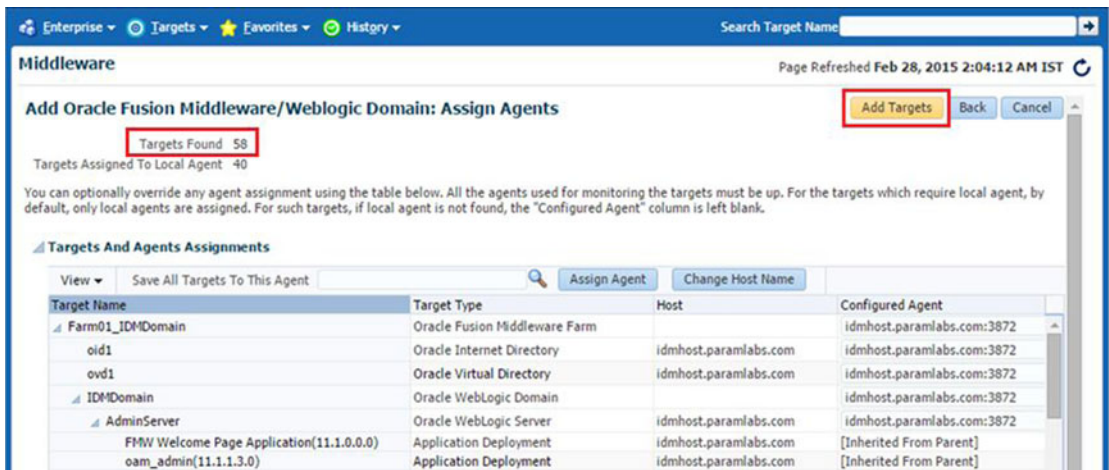 Enterprise Targets Favorites History Search Target Name
Middleware Page Refreshed Feb 28, 2015 2:04:12 AM IST
Add Oracle Fusion Middleware/Weblogic Domain: Assign Agents Add Targets Back Cancel
Targets Found 58
Targets Assigned To Local Agent 40
You can optionally override any agent assignment using the table below. All the agents used for monitoring the targets must be up. For the targets which require local agent, by
default, only local agents are assigned. For such targets, if local agent is not found, the "Configured Agent" column is left blank.
Targets And Agents Assignments
View Save All Targets To This Agent Assign Agent Change Host Name
Target Name Target Type Host Configured Agent
Farm01_IDMDomain Oracle Fusion Middleware Farm idmhost.paramlabs.com:3872
oid1 Oracle Internet Directory idmhost.paramlabs.com idmhost.paramlabs.com:3872
ovd1 Oracle Virtual Directory idmhost.paramlabs.com idmhost.paramlabs.com:3872
IDMDomain Oracle WebLogic Domain idmhost.paramlabs.com:3872
AdminServer Oracle WebLogic Server idmhost.paramlabs.com idmhost.paramlabs.com:3872
FMW Welcome Page Application(11.1.0.0.0) Application Deployment idmhost.paramlabs.com [Inherited From Parent]
oam_admin(11.1.1.3.0) Application Deployment idmhost.paramlabs.com [Inherited From Parent]